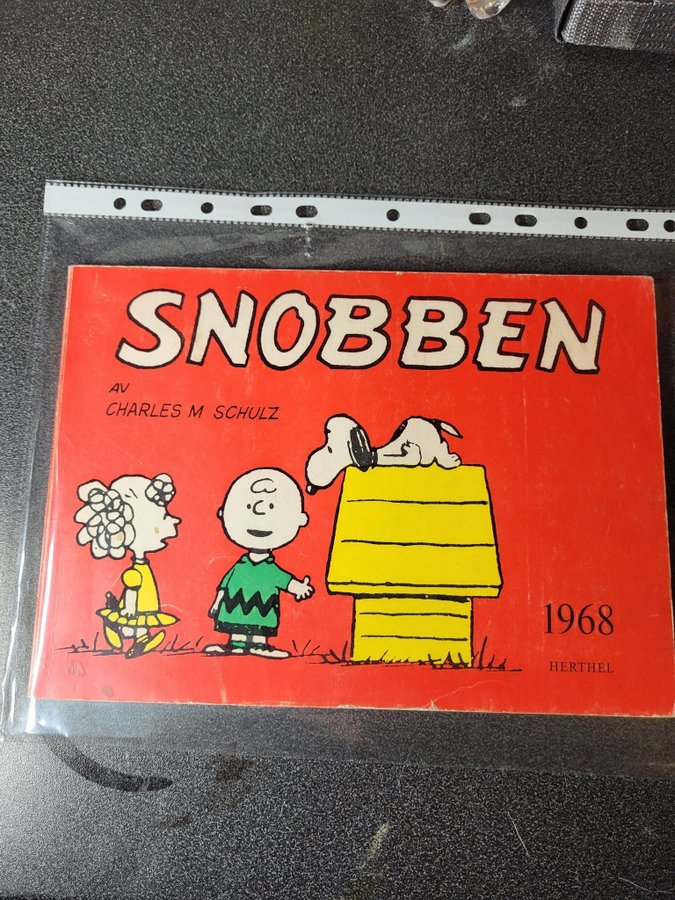 SNOBBEN
AV
CHARLES M SCHULZ
1968
HERTHEL